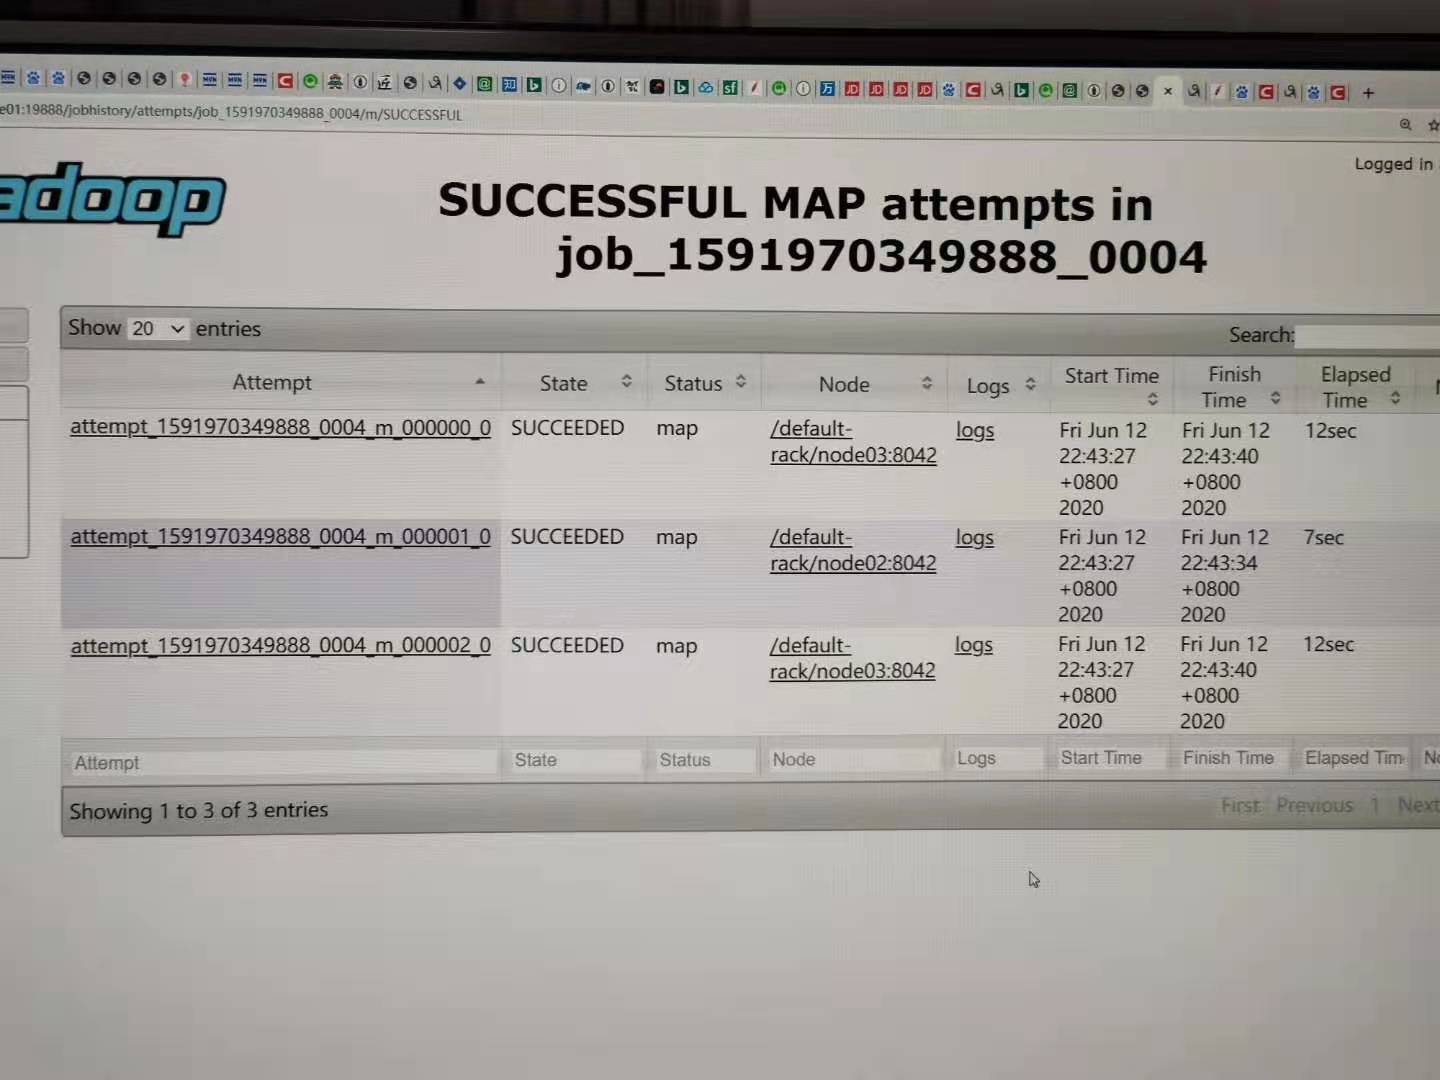 e01:19888/jobhistory/attempts/job_1591970349888_0004/m/SUCCESSFUL
Logged in
adoop
SUCCESSFUL MAP attempts in
job_1591970349888_0004
Show 20 entries
Search:
Attempt State Status Node Logs Start Time Finish Time Elapsed Time
attempt_1591970349888_0004_m_000000_0 SUCCEEDED map /default- logs Fri Jun 12 Fri Jun 12 12sec
rack/node03:8042 22:43:27 22:43:40
+0800 +0800
2020 2020
attempt_1591970349888_0004_m_000001_0 SUCCEEDED map /default- logs Fri Jun 12 Fri Jun 12 7sec
rack/node02:8042 22:43:27 22:43:34
+0800 +0800
2020 2020
attempt_1591970349888_0004_m_000002_0 SUCCEEDED map /default- logs Fri Jun 12 Fri Jun 12 12sec
rack/node03:8042 22:43:27 22:43:40
+0800 +0800
2020 2020
Attempt State Status Node Logs Start Time Finish Time Elapsed Tim
Showing 1 to 3 of 3 entries
First Previous 1 Next